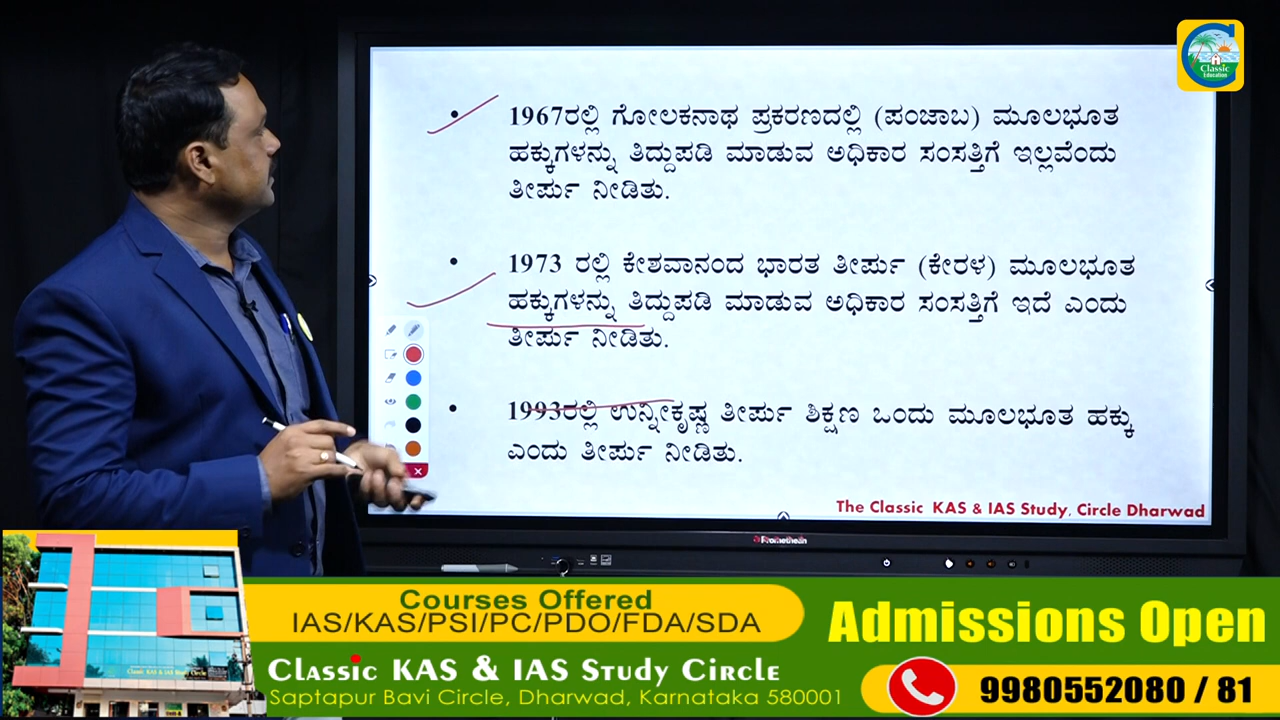 Classic
Education
1967ರಲ್ಲಿ ಗೋಲಕನಾಥ ಪ್ರಕರಣದಲ್ಲಿ (ಪಂಜಾಬ) ಮೂಲಭೂತ
ಹಕ್ಕುಗಳನ್ನು ತಿದ್ದುಪಡಿ ಮಾಡುವ ಅಧಿಕಾರ ಸಂಸತ್ತಿಗೆ ಇಲ್ಲವೆಂದು
ತೀರ್ಪು ನೀಡಿತು.
1973 ರಲ್ಲಿ ಕೇಶವಾನಂದ ಭಾರತ ತೀರ್ಪು (ಕೇರಳ) ಮೂಲಭೂತ
ಹಕ್ಕುಗಳನ್ನು ತಿದ್ದುಪಡಿ ಮಾಡುವ ಅಧಿಕಾರ ಸಂಸತ್ತಿಗೆ ಇದೆ ಎಂದು
ತೀರ್ಪು ನೀಡಿತು.
1993ರಲ್ಲಿ ಉನ್ನೀಕೃಷ್ಣ ತೀರ್ಪು ಶಿಕ್ಷಣ ಒಂದು ಮೂಲಭೂತ ಹಕ್ಕು
ಎಂದು ತೀರ್ಪು ನೀಡಿತು.
The Classic KAS & IAS Study, Circle Dharwad
Promethean
Courses Offered
IAS/KAS/PSI/PC/PDO/FDA/SDA
Classic KAS & IAS Study Circle
Saptapur Bavi Circle, Dharwad, Karnataka 580001
Admissions Open
9980552080 / 81